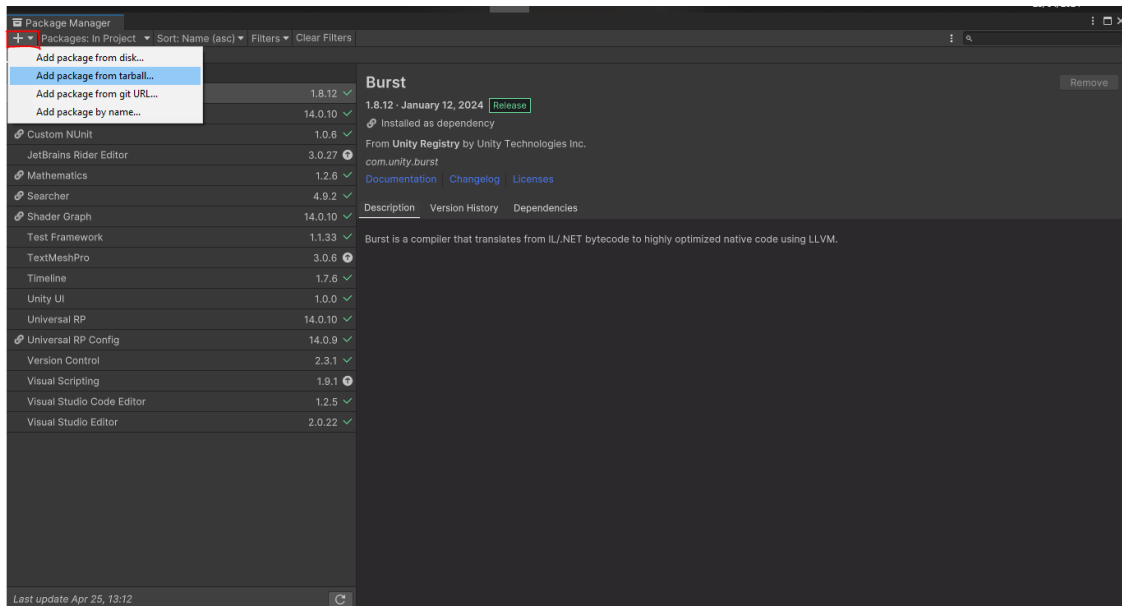 Package Manager
Packages: In Project Sort: Name (asc) Filters Clear Filters
Add package from disk...
Add package from tarball...
Add package from git URL...
Add package by name...
1.8.12
14.0.10
Custom NUnit 1.0.6
JetBrains Rider Editor 3.0.27
Mathematics 1.2.6
Searcher 4.9.2
Shader Graph 14.0.10
Test Framework 1.1.33
TextMeshPro 3.0.6
Timeline 1.7.6
Unity UI 1.0.0
Universal RP 14.0.10
Universal RP Config 14.0.9
Version Control 2.3.1
Visual Scripting 1.9.1
Visual Studio Code Editor 1.2.5
Visual Studio Editor 2.0.22
Last update Apr 25, 13:12
Burst Remove
1.8.12 · January 12, 2024 Release
Installed as dependency
From Unity Registry by Unity Technologies Inc.
com.unity.burst
Documentation Changelog Licenses
Description Version History Dependencies
Burst is a compiler that translates from IL/.NET bytecode to highly optimized native code using LLVM.